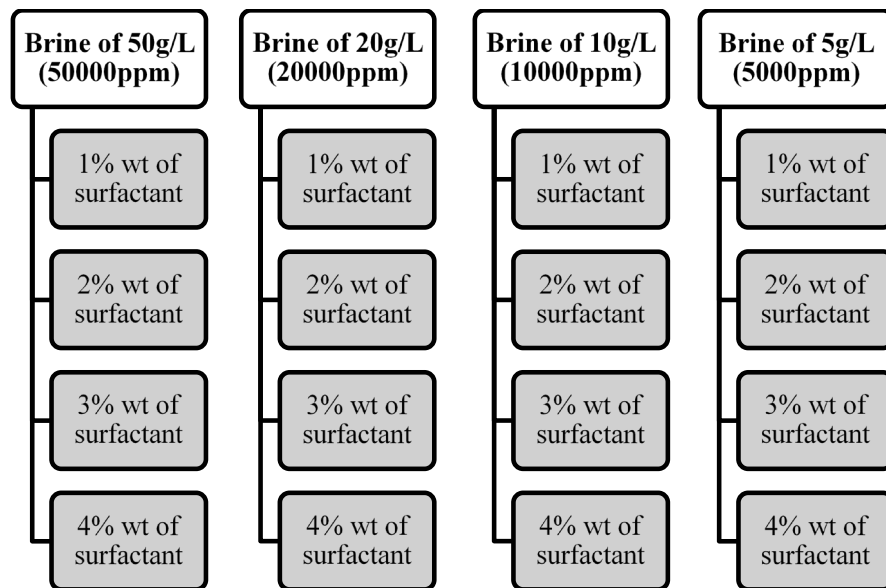 Brine of 50g/L
(50000ppm)
1% wt of
surfactant
2% wt of
surfactant
3% wt of
surfactant
4% wt of
surfactant
Brine of 20g/L
(20000ppm)
1% wt of
surfactant
2% wt of
surfactant
3% wt of
surfactant
4% wt of
surfactant
Brine of 10g/L
(10000ppm)
1% wt of
surfactant
2% wt of
surfactant
3% wt of
surfactant
4% wt of
surfactant
Brine of 5g/L
(5000ppm)
1% wt of
surfactant
2% wt of
surfactant
3% wt of
surfactant
4% wt of
surfactant